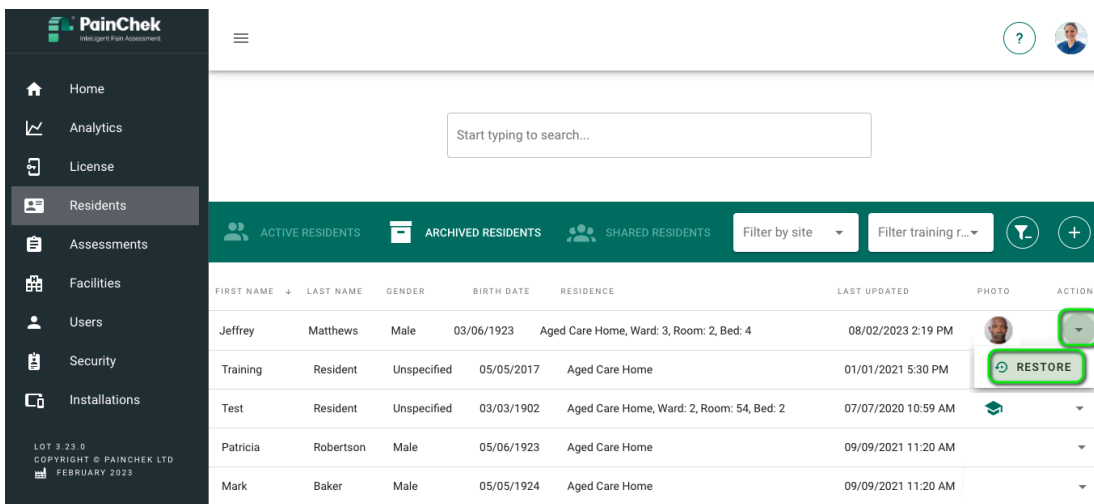 PainChek
Intelligent Pain Assessment
?
Home
Analytics
License
Residents
Assessments
Facilities
Users
Security
Installations
LOT 3.23.0
COPYRIGHT © PAINCHEK LTD
FEBRUARY 2023
Start typing to search...
ACTIVE RESIDENTS ARCHIVED RESIDENTS SHARED RESIDENTS Filter by site Filter training r...
FIRST NAME ↓ LAST NAME GENDER BIRTH DATE RESIDENCE LAST UPDATED PHOTO ACTION
Jeffrey Matthews Male 03/06/1923 Aged Care Home, Ward: 3, Room: 2, Bed: 4 08/02/2023 2:19 PM
Training Resident Unspecified 05/05/2017 Aged Care Home 01/01/2021 5:30 PM RESTORE
Test Resident Unspecified 03/03/1902 Aged Care Home, Ward: 2, Room: 54, Bed: 2 07/07/2020 10:59 AM
Patricia Robertson Male 05/06/1923 Aged Care Home 09/09/2021 11:20 AM
Mark Baker Male 05/05/1924 Aged Care Home 09/09/2021 11:20 AM